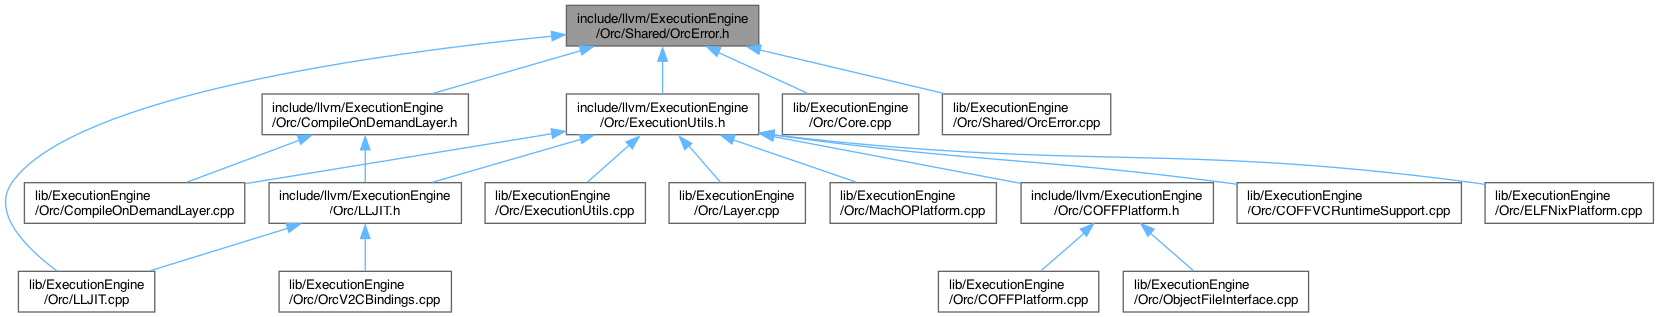 include/llvm/ExecutionEngine
/Orc/Shared/OrcError.h
include/llvm/ExecutionEngine
/Orc/CompileOnDemandLayer.h
include/llvm/ExecutionEngine
/Orc/ExecutionUtils.h
lib/ExecutionEngine
/Orc/Core.cpp
lib/ExecutionEngine
/Orc/Shared/OrcError.cpp
lib/ExecutionEngine
/Orc/CompileOnDemandLayer.cpp
include/llvm/ExecutionEngine
/Orc/LLJIT.h
lib/ExecutionEngine
/Orc/ExecutionUtils.cpp
lib/ExecutionEngine
/Orc/Layer.cpp
lib/ExecutionEngine
/Orc/MachOPlatform.cpp
include/llvm/ExecutionEngine
/Orc/COFFPlatform.h
lib/ExecutionEngine
/Orc/COFFVCRuntimeSupport.cpp
lib/ExecutionEngine
/Orc/ELFNixPlatform.cpp
lib/ExecutionEngine
/Orc/LLJIT.cpp
lib/ExecutionEngine
/Orc/OrcV2CBindings.cpp
lib/ExecutionEngine
/Orc/COFFPlatform.cpp
lib/ExecutionEngine
/Orc/ObjectFileInterface.cpp